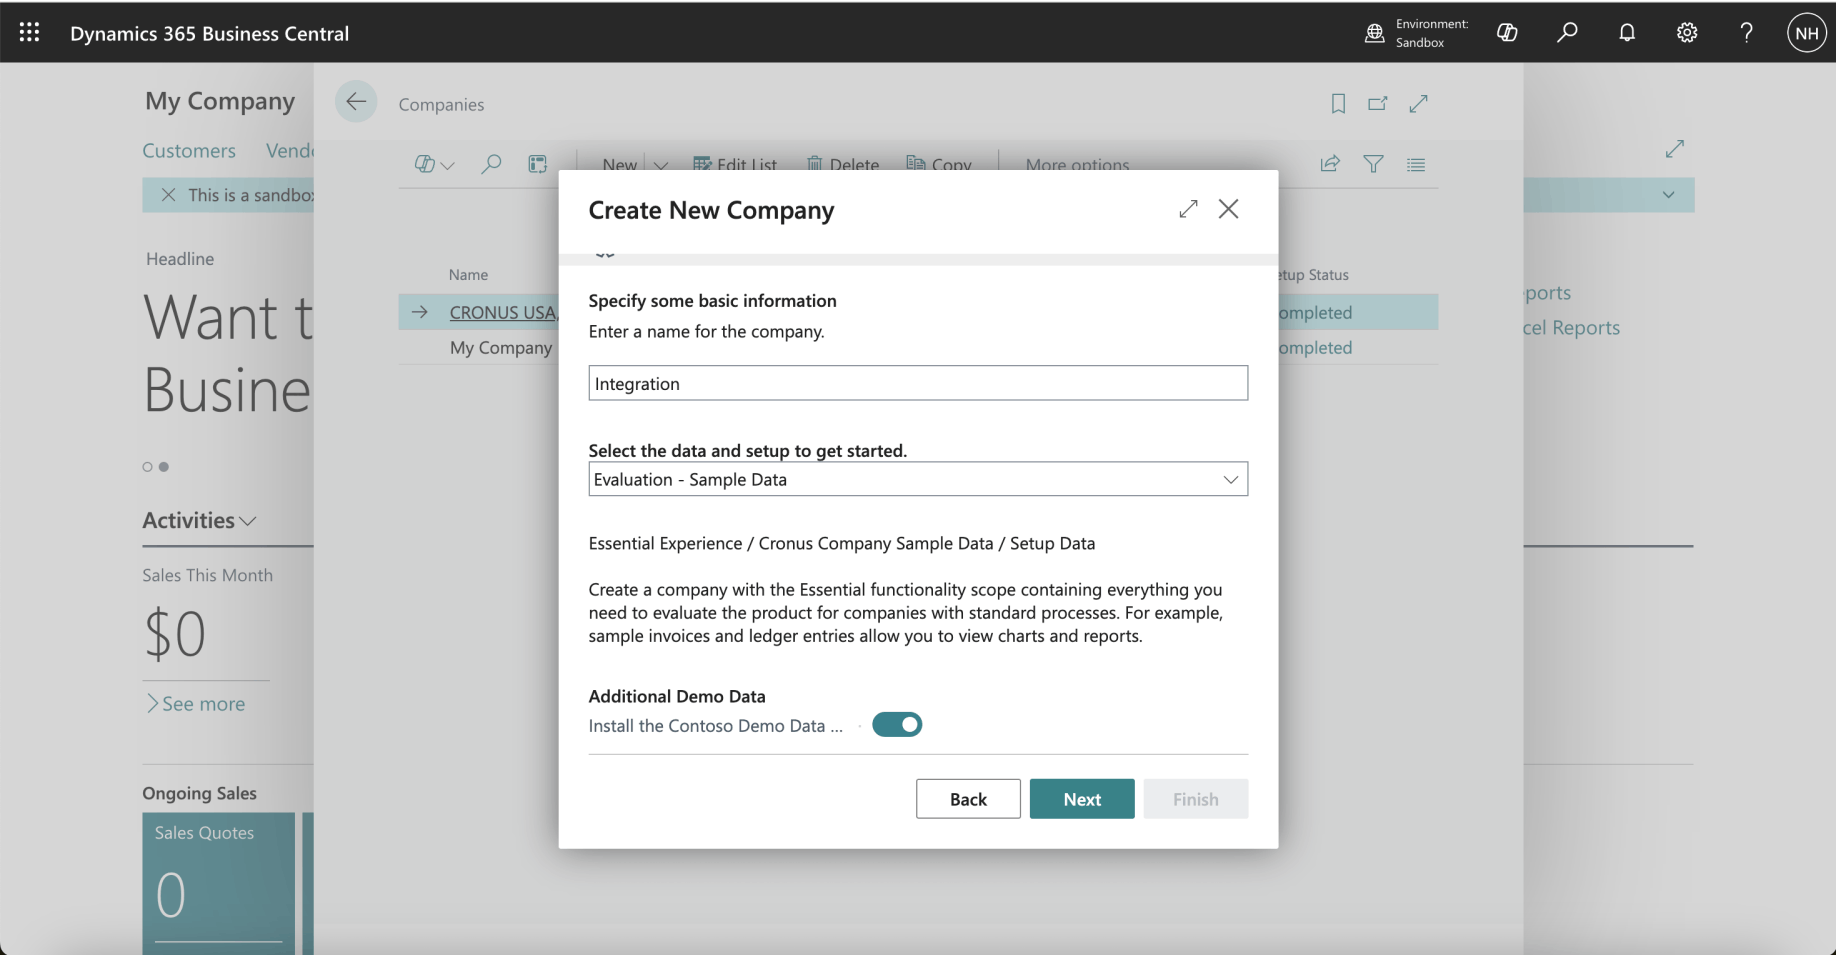 Dynamics 365 Business Central
Environment:
Sandbox
NH
My Company
Customers
This is a sandbox
Headline
Want t
Busine
Activities
Sales This Month
$0
See more
Ongoing Sales
Sales Quotes
0
Companies
New
Edit List
Delete
Copy
More options
Name
etup Status
CRONUS USA,
ompleted
My Company
ompleted
ports
cel Reports
Create New Company
Specify some basic information
Enter a name for the company.
Integration
Select the data and setup to get started.
Evaluation - Sample Data
Essential Experience / Cronus Company Sample Data / Setup Data
Create a company with the Essential functionality scope containing everything you
need to evaluate the product for companies with standard processes. For example,
sample invoices and ledger entries allow you to view charts and reports.
Additional Demo Data
Install the Contoso Demo Data ...
Back
Next
Finish